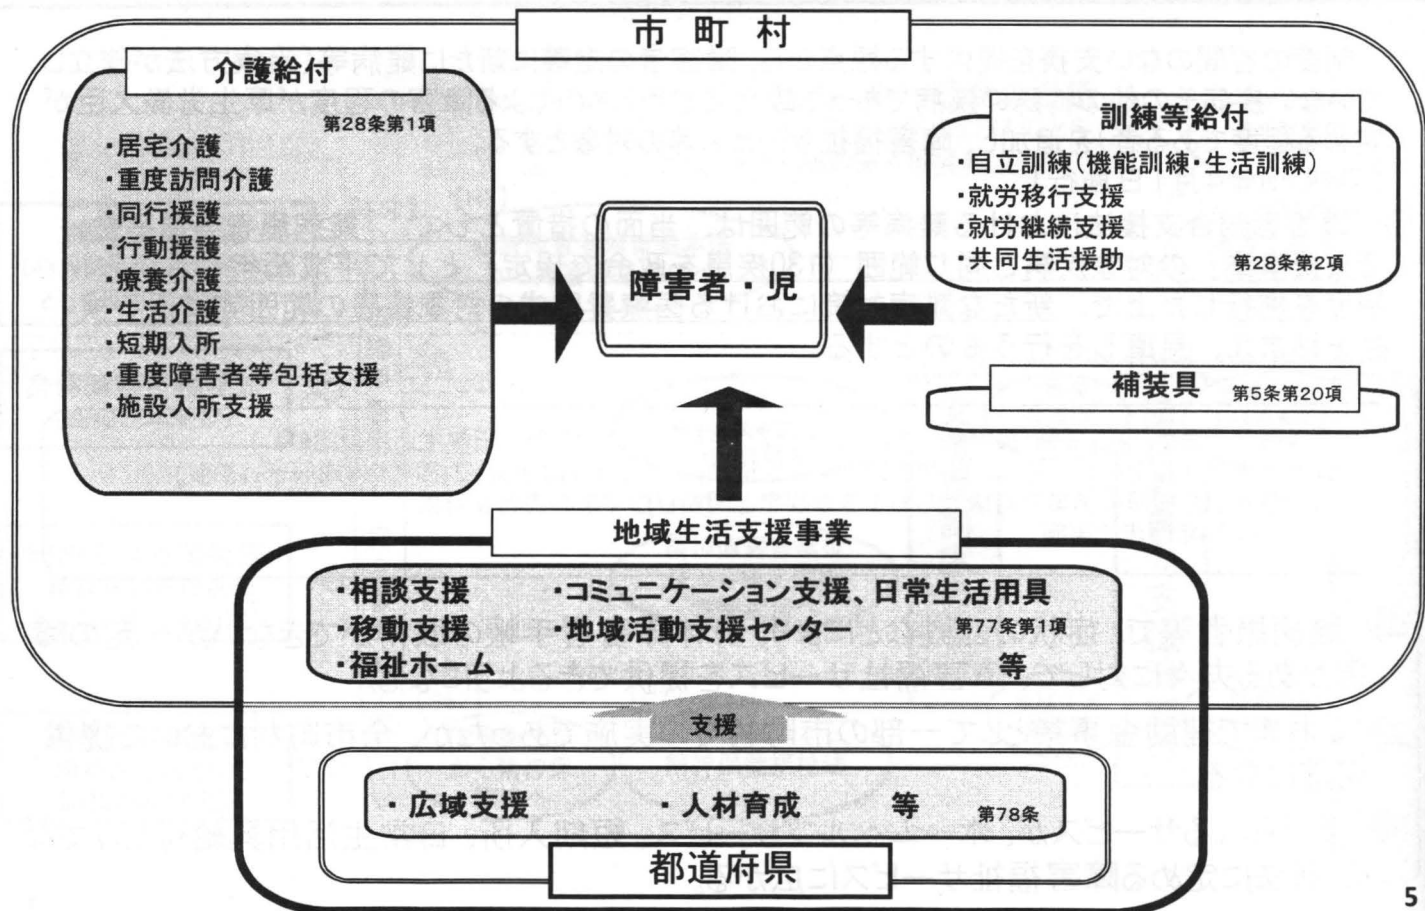 市町村
介護給付
第28条第1項
・居宅介護
・重度訪問介護
・同行援護
・行動援護
・療養介護
・生活介護
・短期入所
・重度障害者等包括支援
・施設入所支援
訓練等給付
・自立訓練(機能訓練・生活訓練)
・就労移行支援
・就労継続支援
・共同生活援助
第28条第2項
障害者・児
補装具 第5条第20項
地域生活支援事業
・相談支援 ・コミュニケーション支援、日常生活用具
・移動支援 ・地域活動支援センター 第77条第1項
・福祉ホーム 等
支援
・広域支援 ・人材育成 等 第78条
都道府県
5